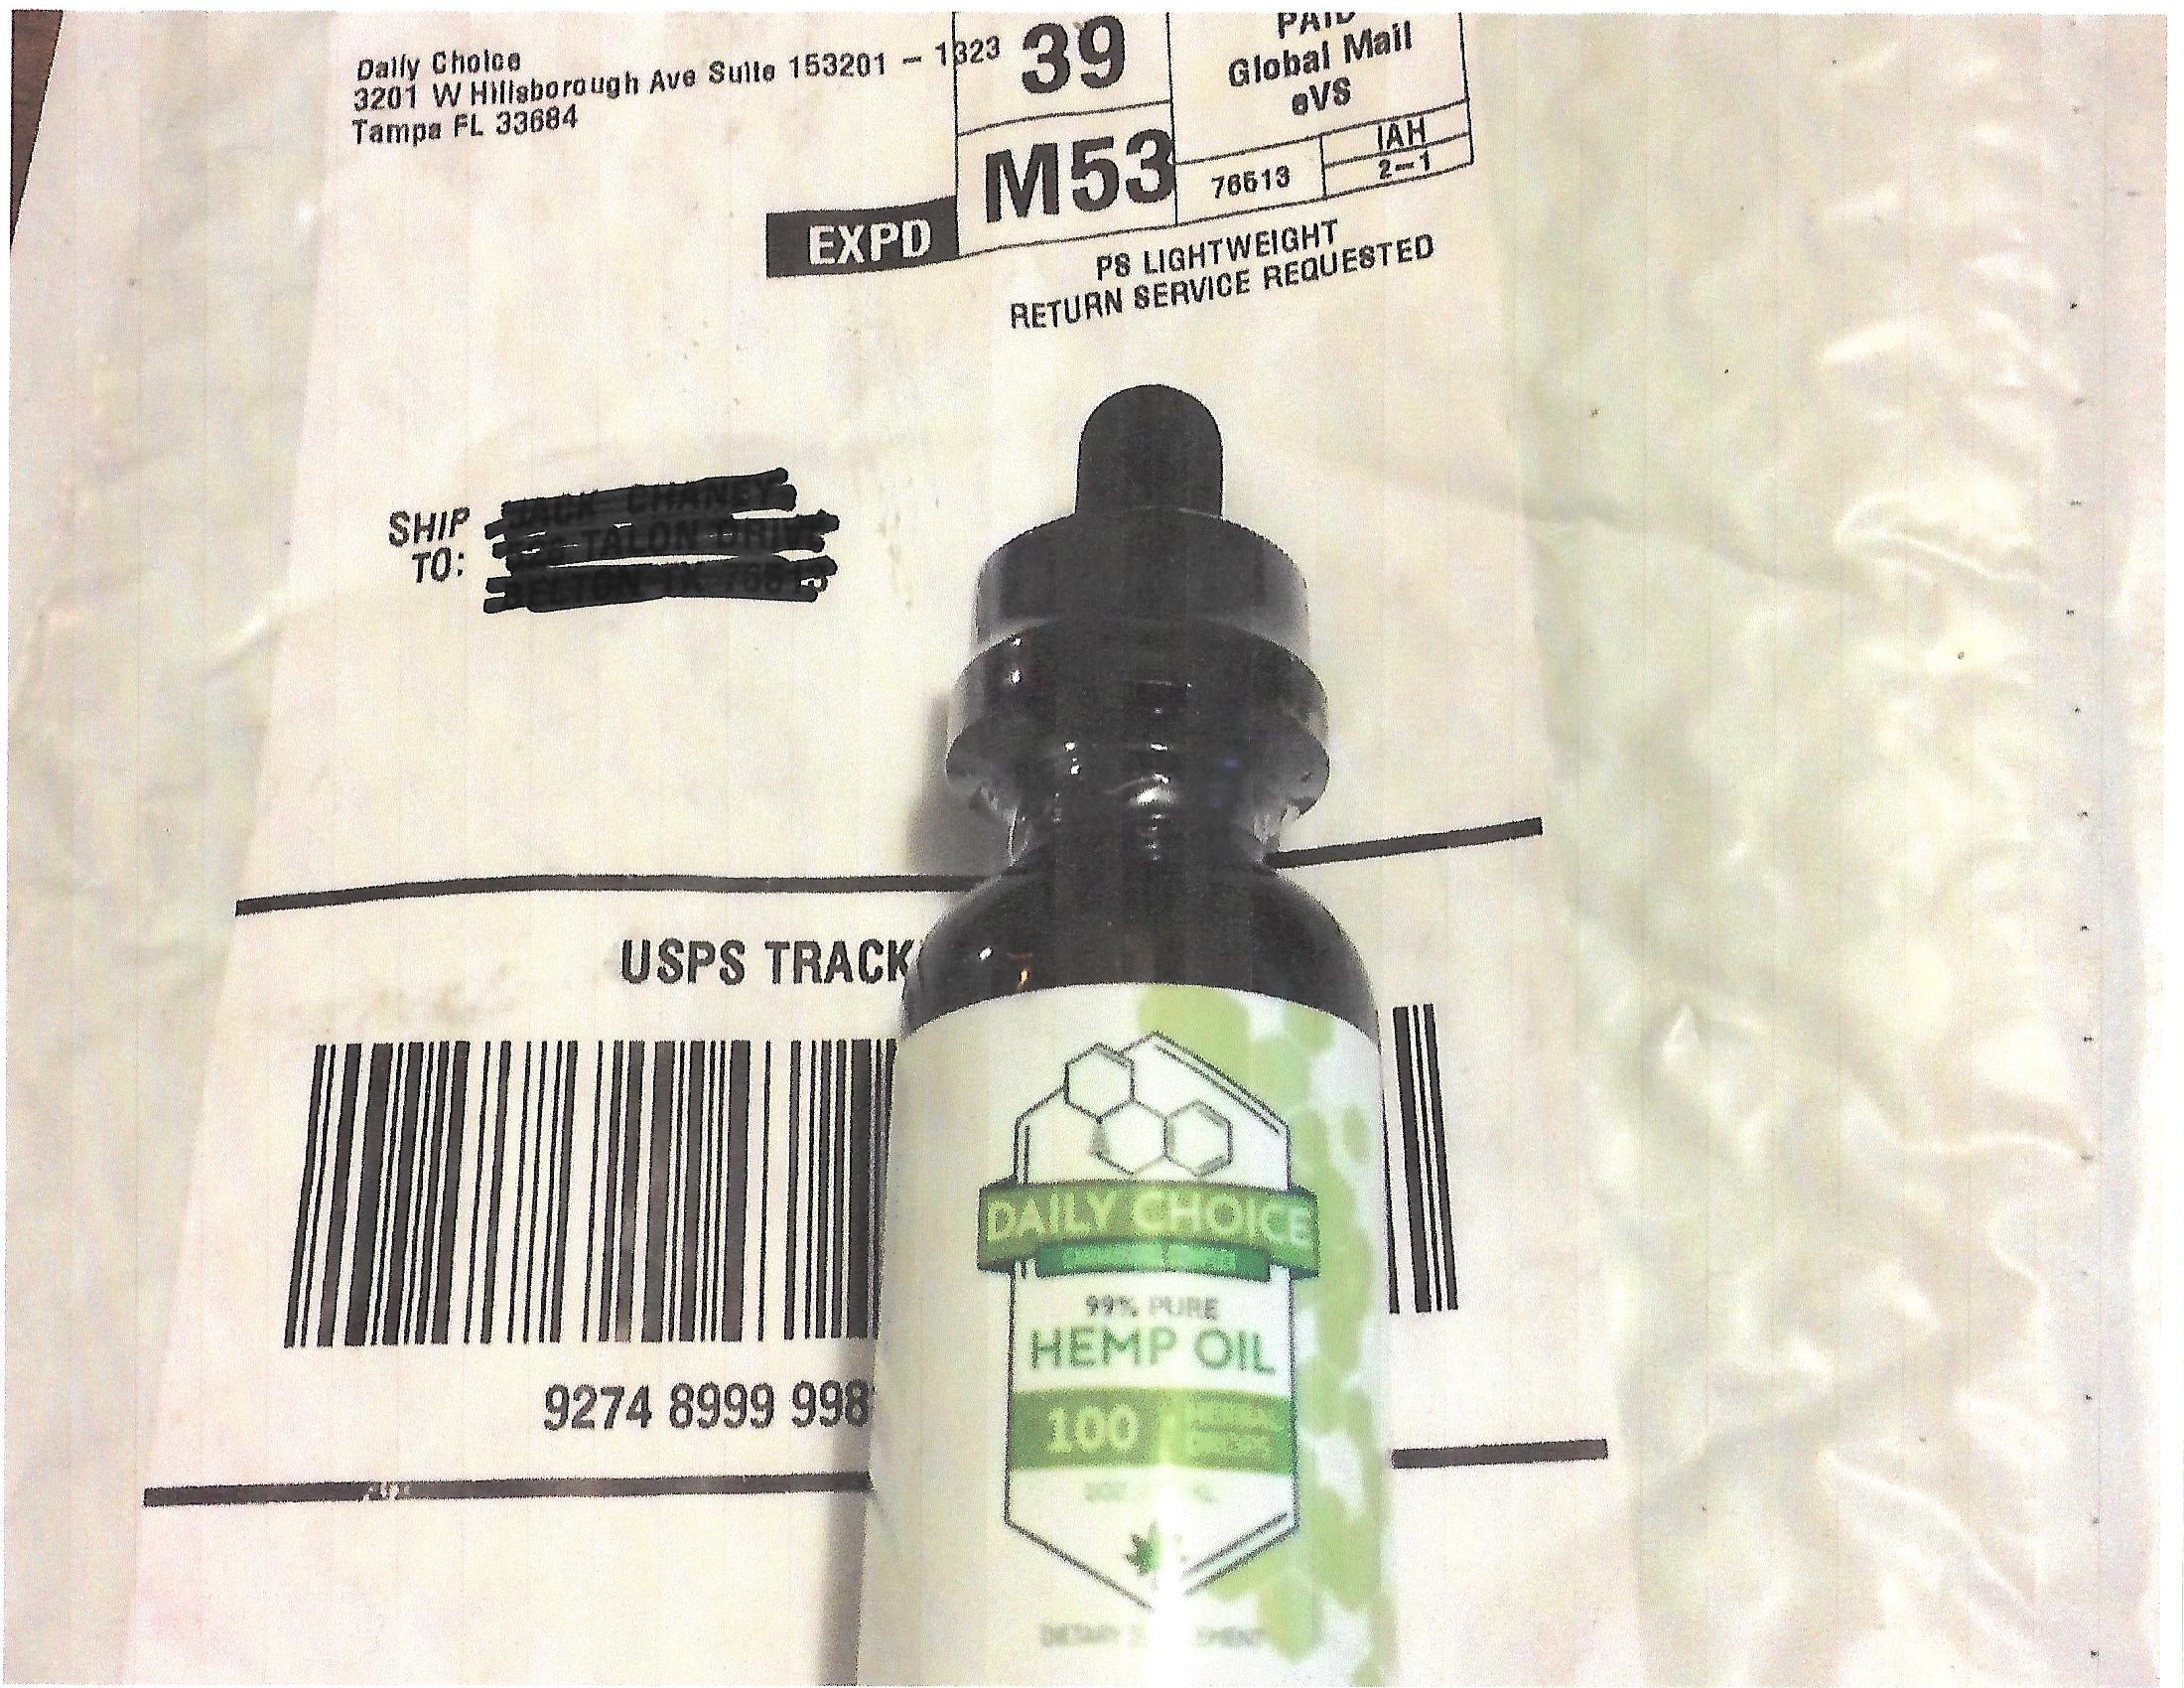 Daily Choice
3201 W Hillsborough Ave Suite 153201 – 1323
Tampa FL 33684
39
M53
EXPD
PAID
Global Mail
eVS
76513
IAH
2–1
PS LIGHTWEIGHT
RETURN SERVICE REQUESTED
SHIP
TO:
USPS TRACK
9274 8999 998
DAILY CHOICE
99% PURE
HEMP OIL
100
DIETARY